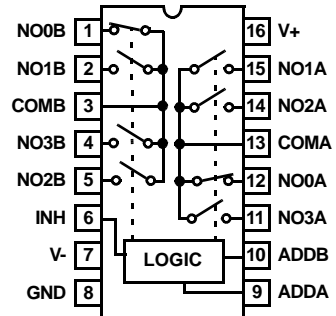 NO0B 1 16 V+
NO1B 2 15 NO1A
COMB 3 14 NO2A
NO3B 4 13 COMA
NO2B 5 12 NO0A
INH 6 11 NO3A
V- 7 LOGIC 10 ADDB
GND 8 9 ADDA